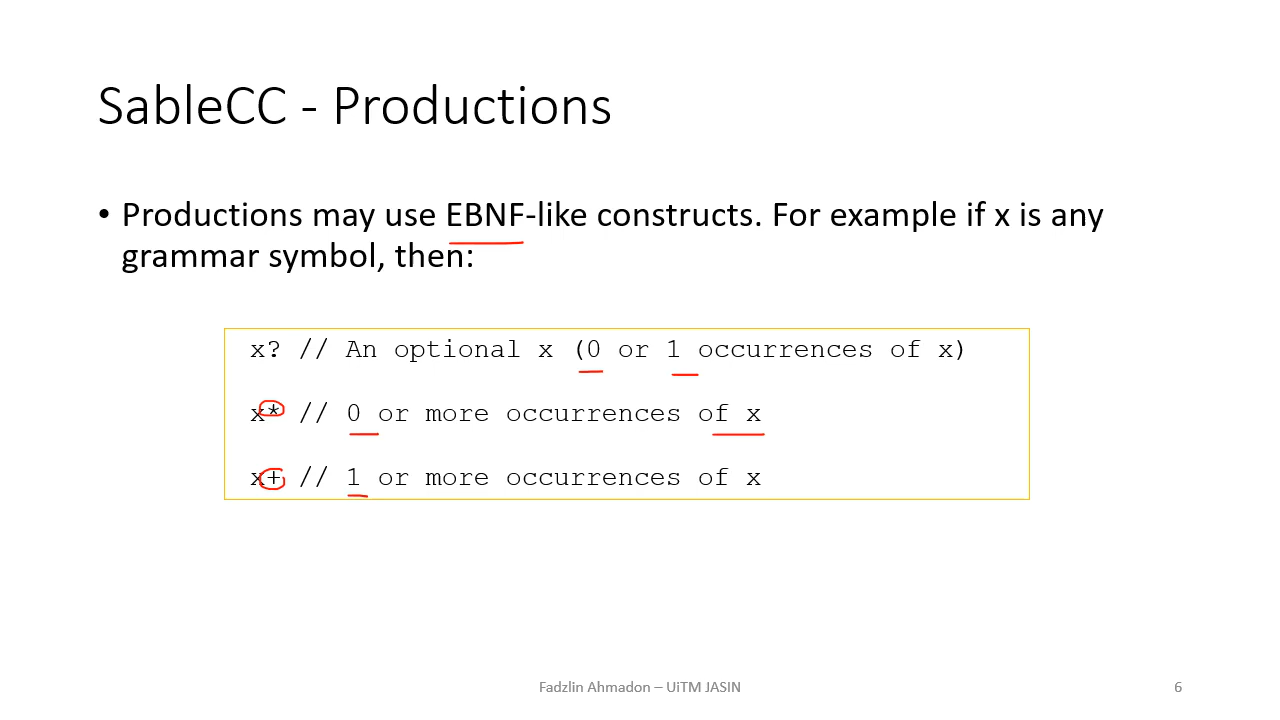 SableCC - Productions
• Productions may use EBNF-like constructs. For example if x is any
grammar symbol, then:
x? // An optional x (0 or 1 occurrences of x)
x* // 0 or more occurrences of x
x+ // 1 or more occurrences of x
Fadzlin Ahmadon – UiTM JASIN
6